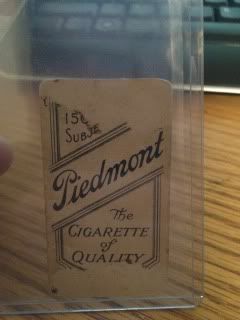 150
SUBJE
Piedmont
The
CIGARETTE
of
QUALITY